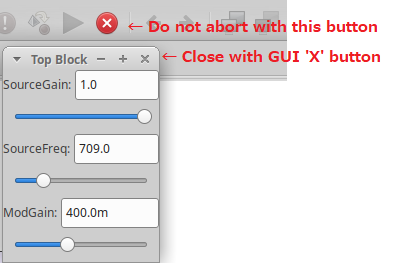 ← Do not abort with this button
Top Block
← Close with GUI 'X' button
SourceGain: 1.0
SourceFreq: 709.0
ModGain: 400.0m